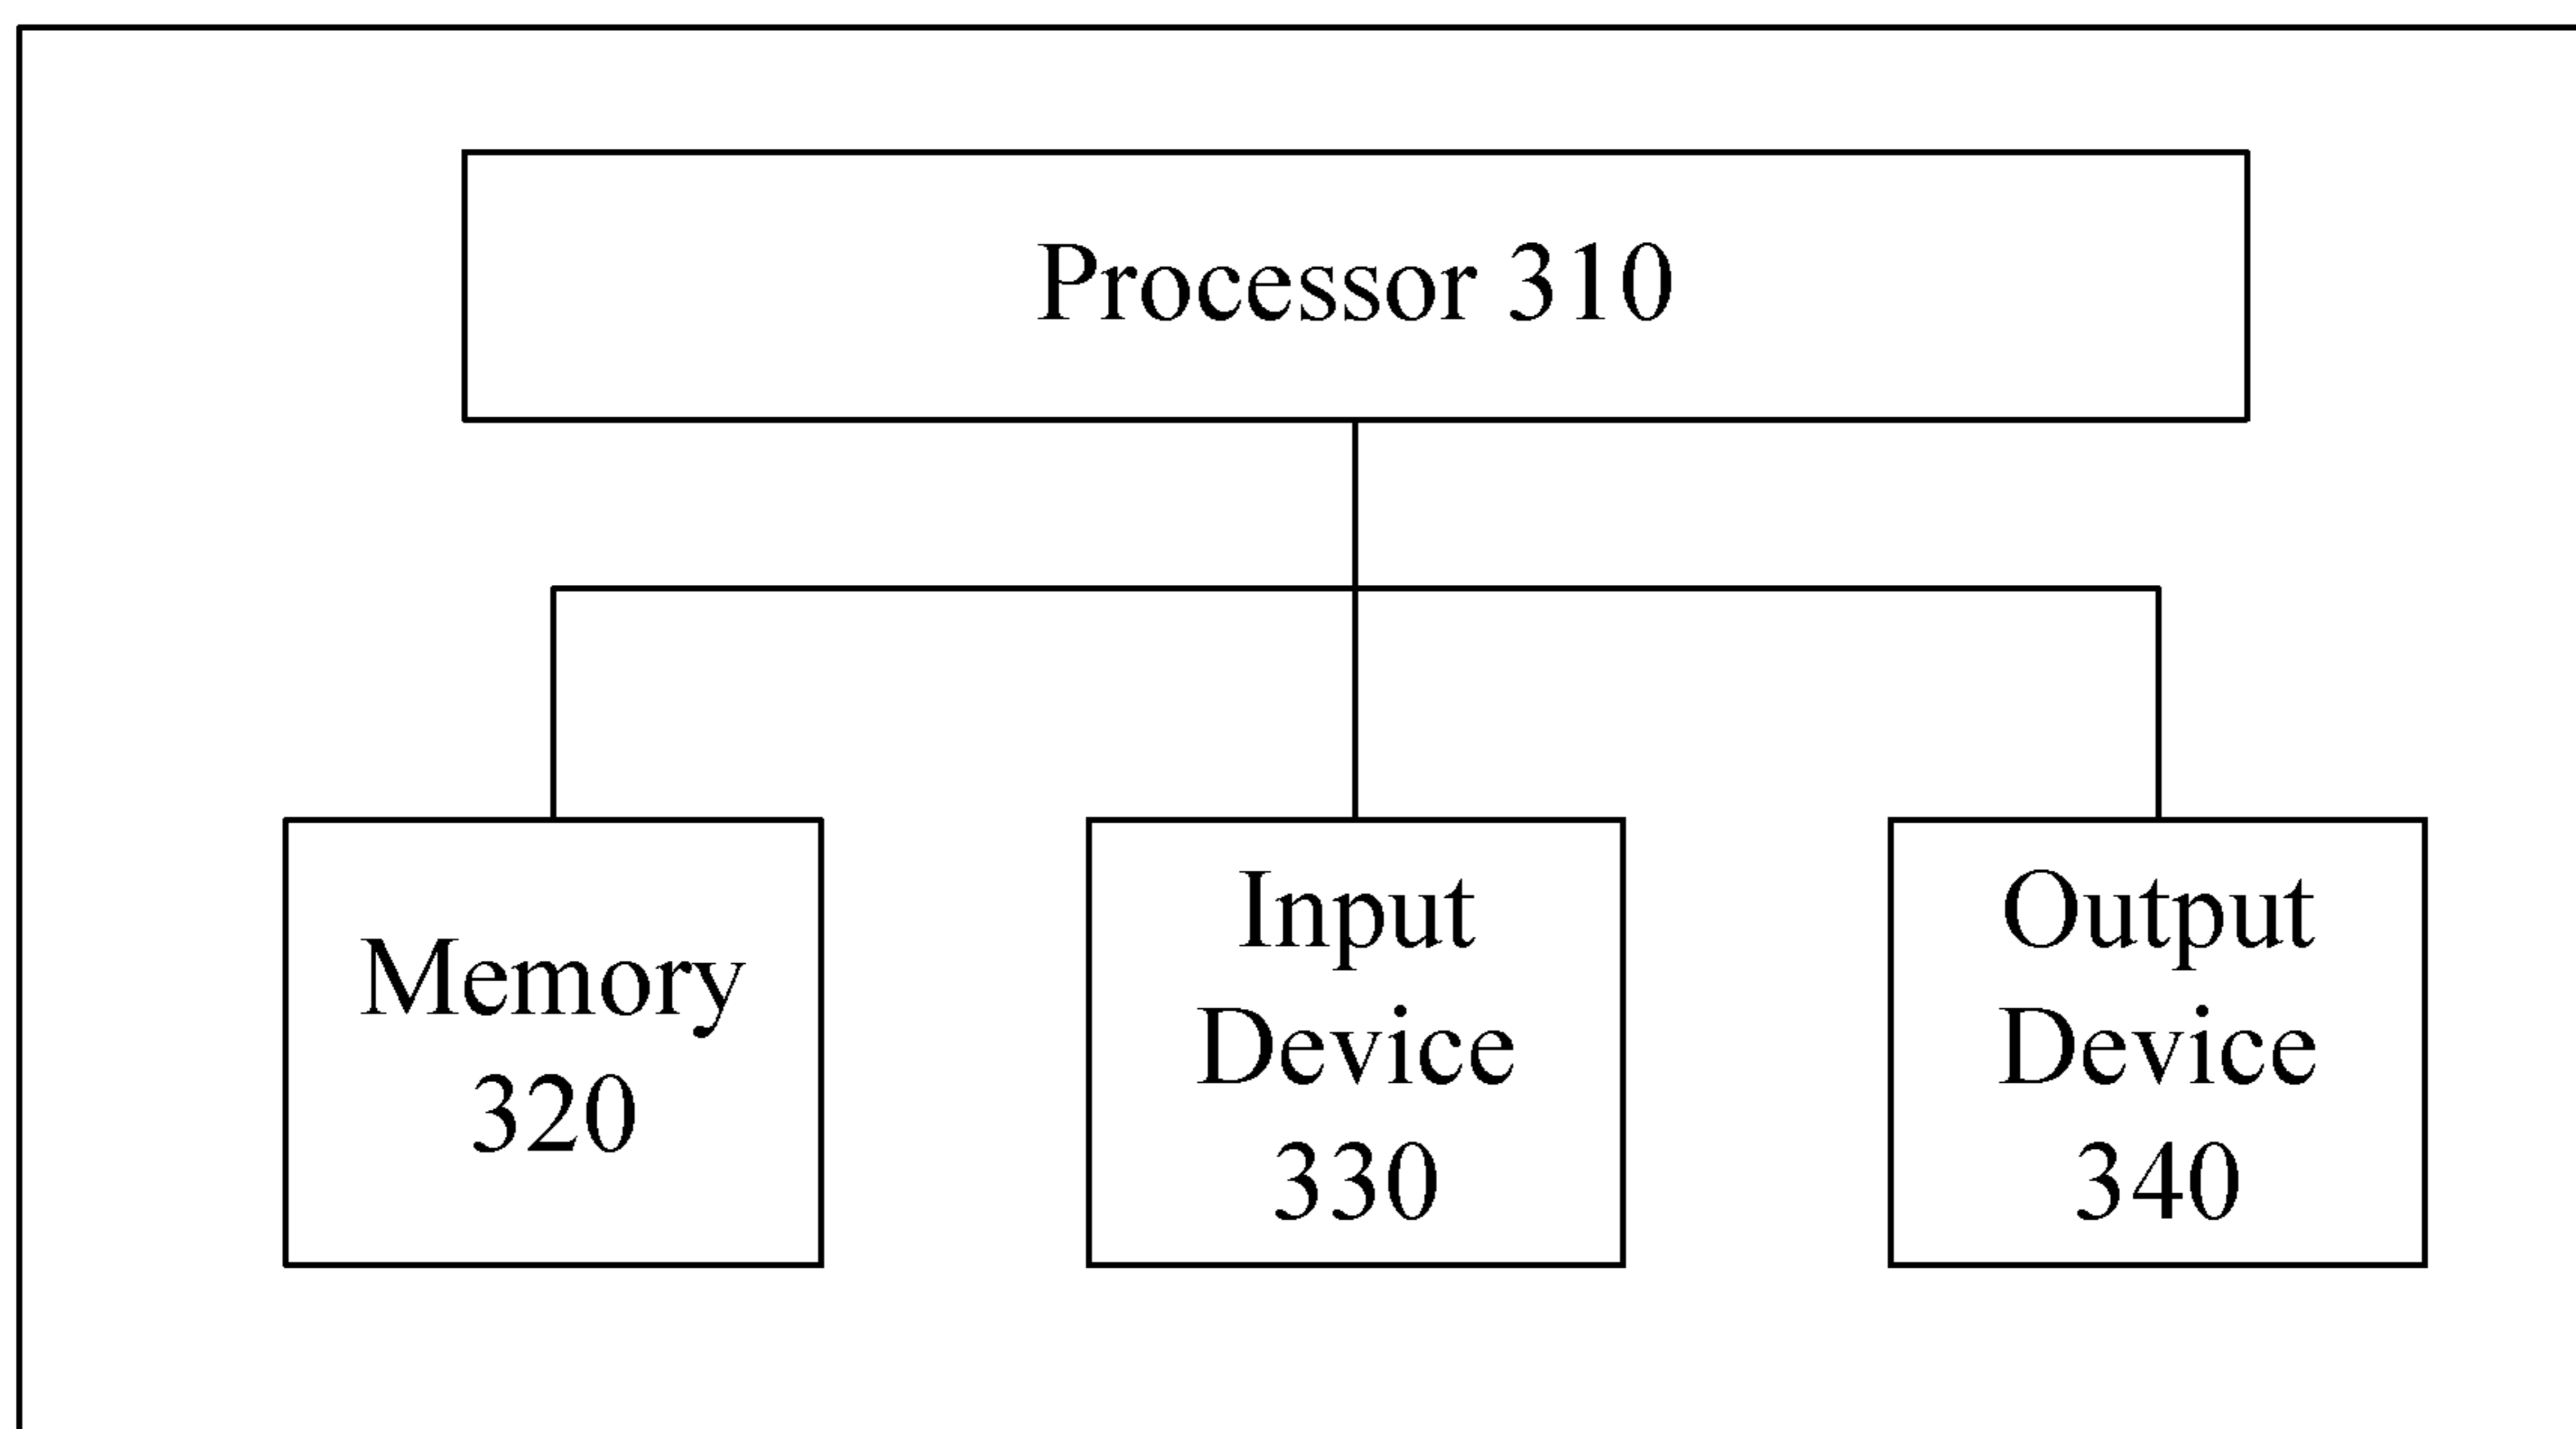 Processor 310
Memory
320
Input
Device
330
Output
Device
340